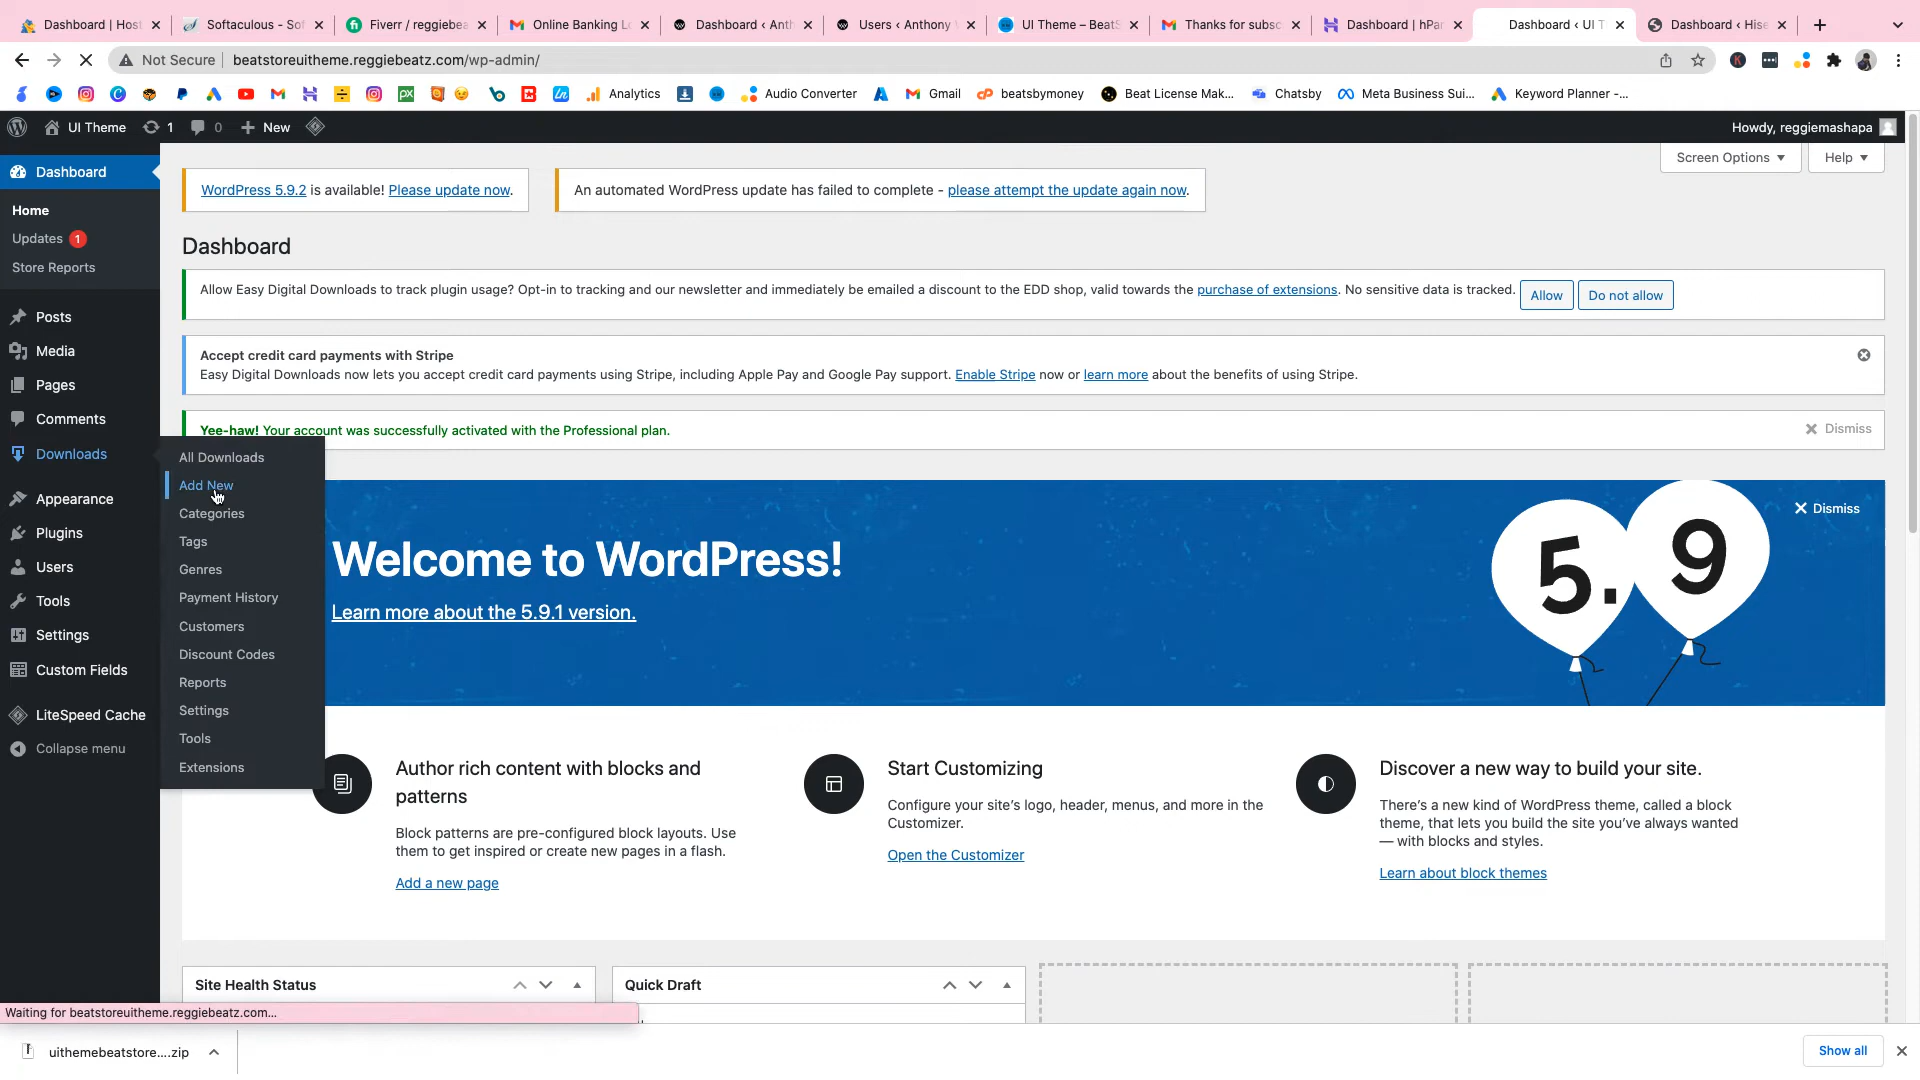 Dashboard | Host
Softaculous - Sof
Fiverr / reggiebea
Online Banking Lo
Dashboard ‹ Anth
Users ‹ Anthony W
UI Theme – BeatS
Thanks for subsc
Dashboard | hPan
Dashboard ‹ UI T
Dashboard ‹ Hise
Not Secure
beatstoreuitheme.reggiebeatz.com/wp-admin/
Analytics
Audio Converter
Gmail
beatsbymoney
Beat License Mak...
Chatsby
Meta Business Sui...
Keyword Planner -...
UI Theme
1
0
New
Howdy, reggiemashapa
Dashboard
Home
Updates 1
Store Reports
Posts
Media
Pages
Comments
Downloads
Appearance
Plugins
Users
Tools
Settings
Custom Fields
LiteSpeed Cache
Collapse menu
All Downloads
Add New
Categories
Tags
Genres
Payment History
Customers
Discount Codes
Reports
Settings
Tools
Extensions
Screen Options
Help
WordPress 5.9.2 is available! Please update now.
An automated WordPress update has failed to complete - please attempt the update again now.
Dashboard
Allow Easy Digital Downloads to track plugin usage? Opt-in to tracking and our newsletter and immediately be emailed a discount to the EDD shop, valid towards the purchase of extensions. No sensitive data is tracked.
Allow
Do not allow
Accept credit card payments with Stripe
Easy Digital Downloads now lets you accept credit card payments using Stripe, including Apple Pay and Google Pay support. Enable Stripe now or learn more about the benefits of using Stripe.
Yee-haw! Your account was successfully activated with the Professional plan.
Dismiss
Welcome to WordPress!
Learn more about the 5.9.1 version.
5.9
Dismiss
Author rich content with blocks and
patterns
Block patterns are pre-configured block layouts. Use
them to get inspired or create new pages in a flash.
Add a new page
Start Customizing
Configure your site's logo, header, menus, and more in the
Customizer.
Open the Customizer
Discover a new way to build your site.
There's a new kind of WordPress theme, called a block
theme, that lets you build the site you've always wanted
— with blocks and styles.
Learn about block themes
Site Health Status
Quick Draft
Waiting for beatstoreuitheme.reggiebeatz.com...
uithemebeatstore....zip
Show all